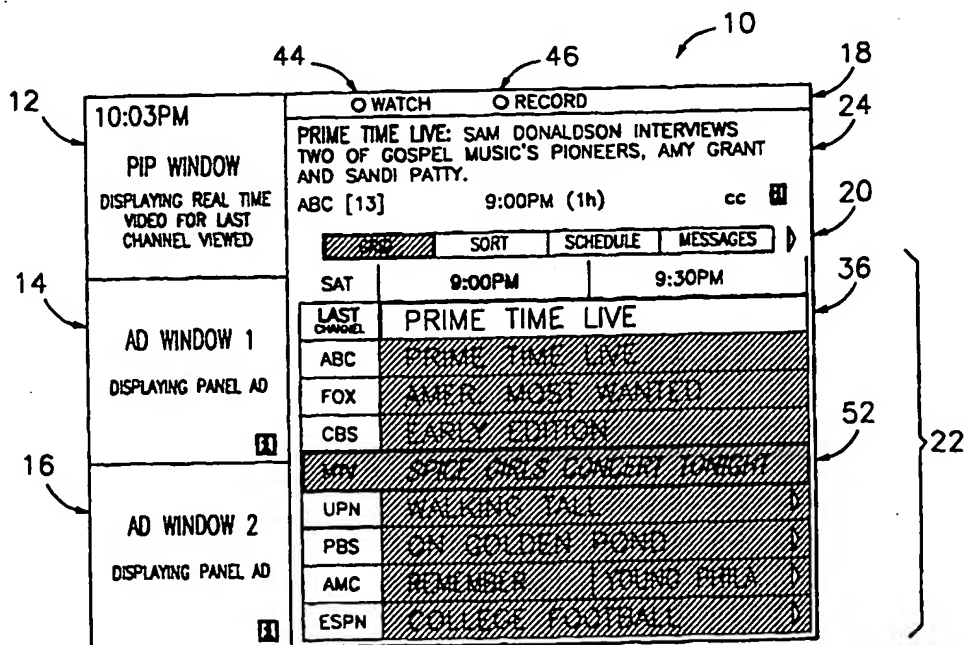 10
44
46
18
12
24
14
20
36
16
52
22
10:03PM
PIP WINDOW
DISPLAYING REAL TIME
VIDEO FOR LAST
CHANNEL VIEWED
AD WINDOW 1
DISPLAYING PANEL AD
AD WINDOW 2
DISPLAYING PANEL AD
WATCH RECORD
PRIME TIME LIVE: SAM DONALDSON INTERVIEWS
TWO OF GOSPEL MUSIC'S PIONEERS, AMY GRANT
AND SANDI PATTY.
ABC [13] 9:00PM (1h) cc
GRID SORT SCHEDULE MESSAGES
SAT 9:00PM 9:30PM
LAST CHANNEL PRIME TIME LIVE
ABC PRIME TIME LIVE
FOX AMER. MOST WANTED
CBS EARLY EDITION
MTV SPICE GIRLS CONCERT TONIGHT
UPN WALKING TALL
PBS ON GOLDEN POND
AMC REMEMBER YOUNG PHILA
ESPN COLLEGE FOOTBALL